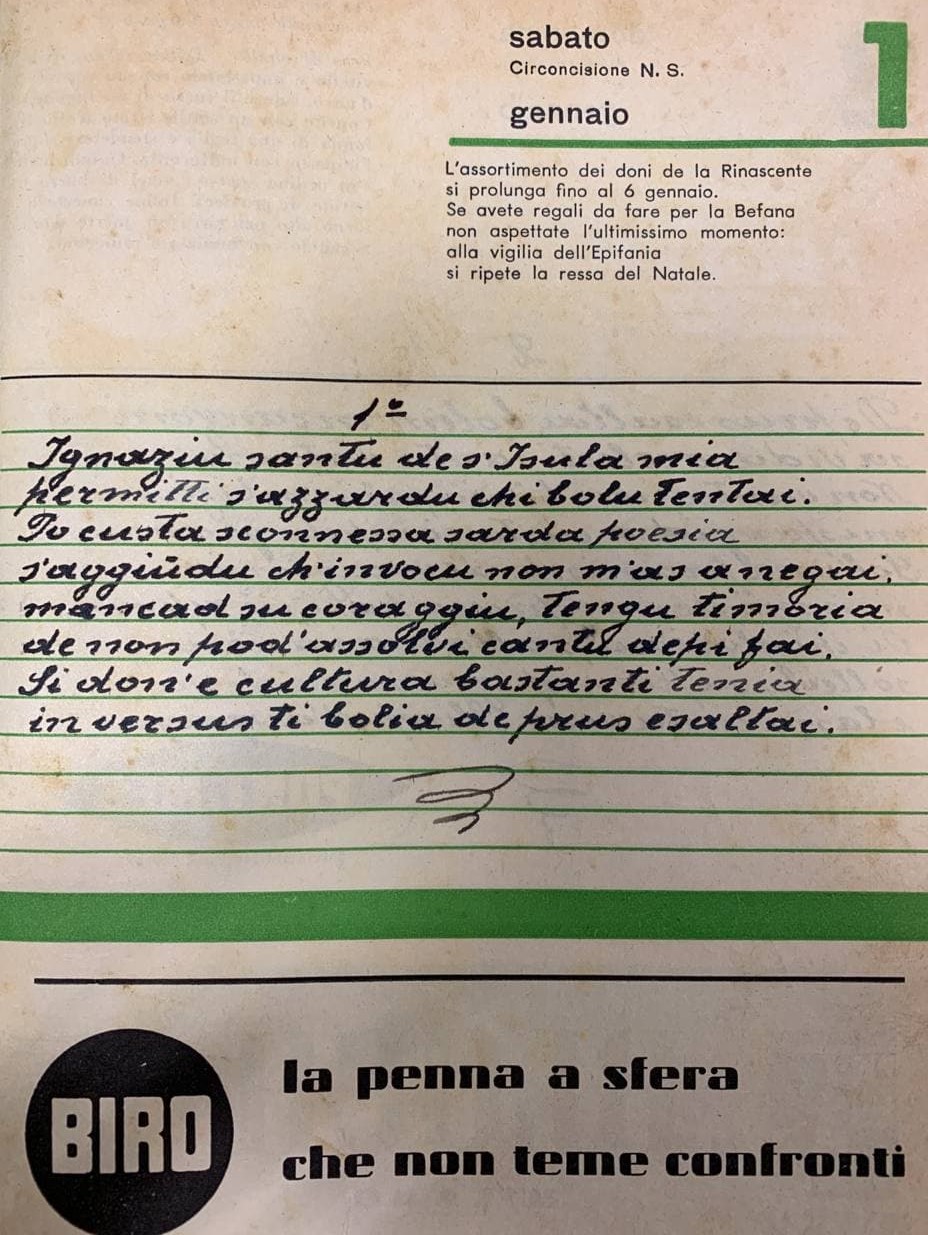 sabato
Circoncisione N. S.
gennaio
1
L'assortimento dei doni de la Rinascente
si prolunga fino al 6 gennaio.
Se avete regali da fare per la Befana
non aspettate l'ultimissimo momento:
alla vigilia dell'Epifania
si ripete la ressa del Natale.
1º
Ignaziu santu de s'Isula mia
permitti s'azzardu chi bolu tentai.
Po custa sconnessa sarda poesia
s'aggiūdu ch'invocu non m'as a negai.
mancad su coraggiu, tengu timoria
de non pod'assolvi cantu depi fai.
Si don'e cultura bastanti tenia
in versus ti bolia de prus esaltai.
BIRO
la penna a sfera
che non teme confronti